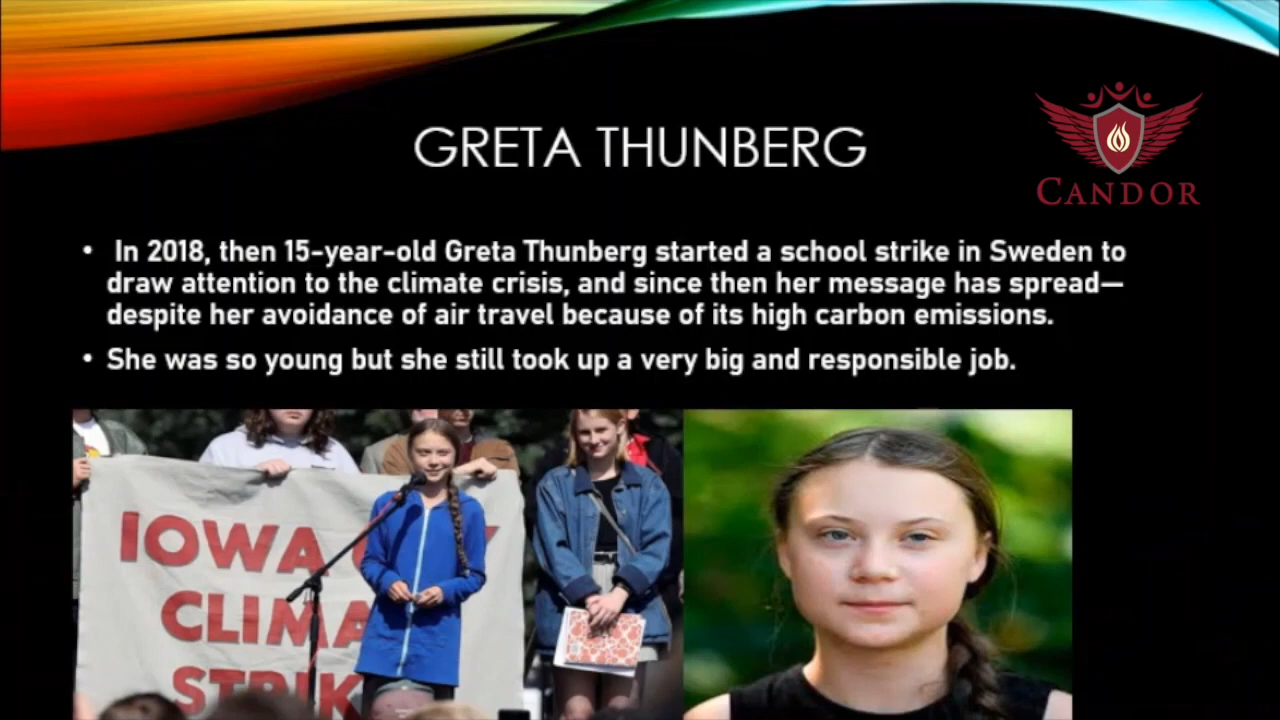 GRETA THUNBERG
CANDOR
• In 2018, then 15-year-old Greta Thunberg started a school strike in Sweden to
draw attention to the climate crisis, and since then her message has spread—
despite her avoidance of air travel because of its high carbon emissions.
• She was so young but she still took up a very big and responsible job.
IOWA
CLIMA
STRIK